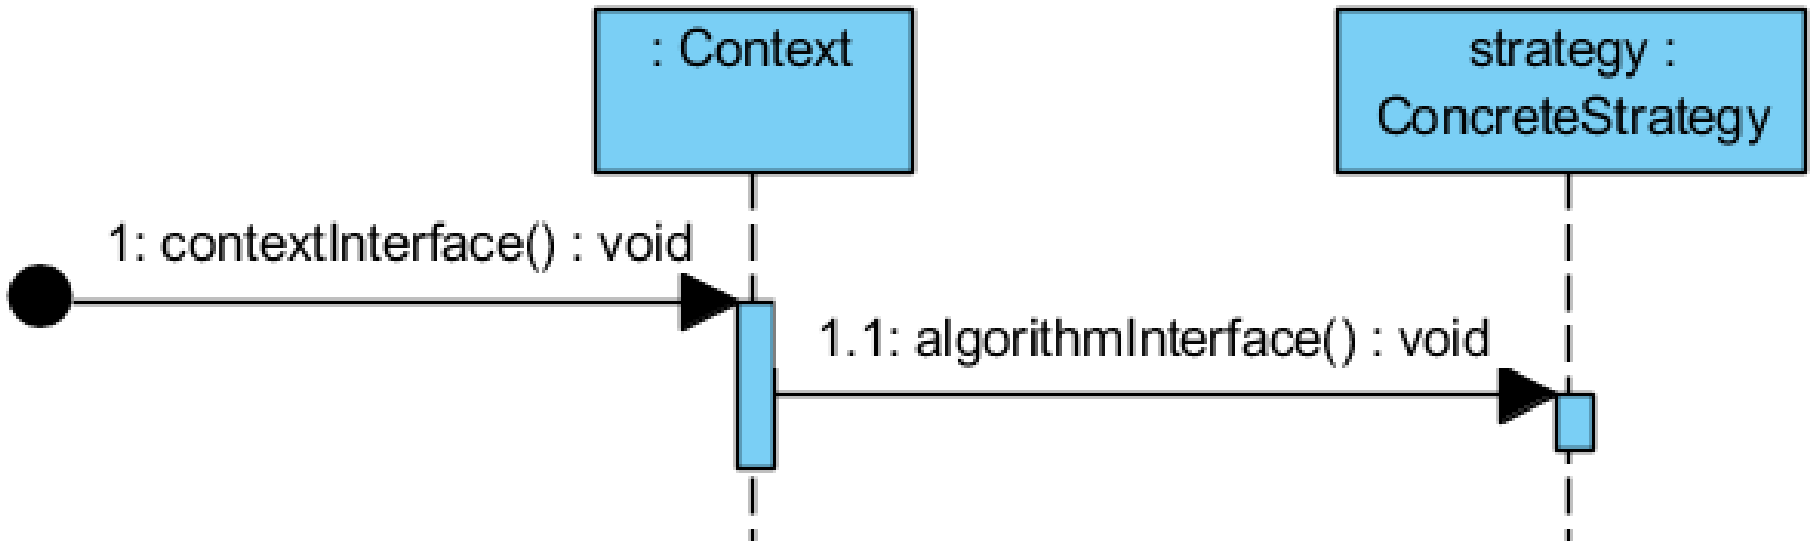 : Context
strategy :
ConcreteStrategy
1: contextInterface() : void
1.1: algorithmInterface() : void